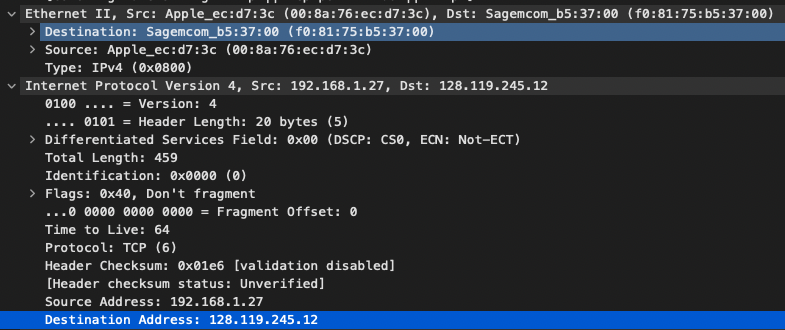 Ethernet II, Src: Apple_ec:d7:3c (00:8a:76:ec:d7:3c), Dst: Sagemcom_b5:37:00 (f0:81:75:b5:37:00)
Destination: Sagemcom_b5:37:00 (f0:81:75:b5:37:00)
Source: Apple_ec:d7:3c (00:8a:76:ec:d7:3c)
Type: IPv4 (0x0800)
Internet Protocol Version 4, Src: 192.168.1.27, Dst: 128.119.245.12
0100 .... = Version: 4
.... 0101 = Header Length: 20 bytes (5)
Differentiated Services Field: 0x00 (DSCP: CS0, ECN: Not-ECT)
Total Length: 459
Identification: 0x0000 (0)
Flags: 0x40, Don't fragment
...0 0000 0000 0000 = Fragment Offset: 0
Time to Live: 64
Protocol: TCP (6)
Header Checksum: 0x01e6 [validation disabled]
[Header checksum status: Unverified]
Source Address: 192.168.1.27
Destination Address: 128.119.245.12